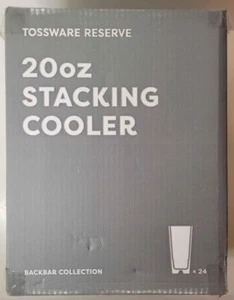 TOSSWARE RESERVE
20oz
STACKING
COOLER
BACKBAR COLLECTION
× 24